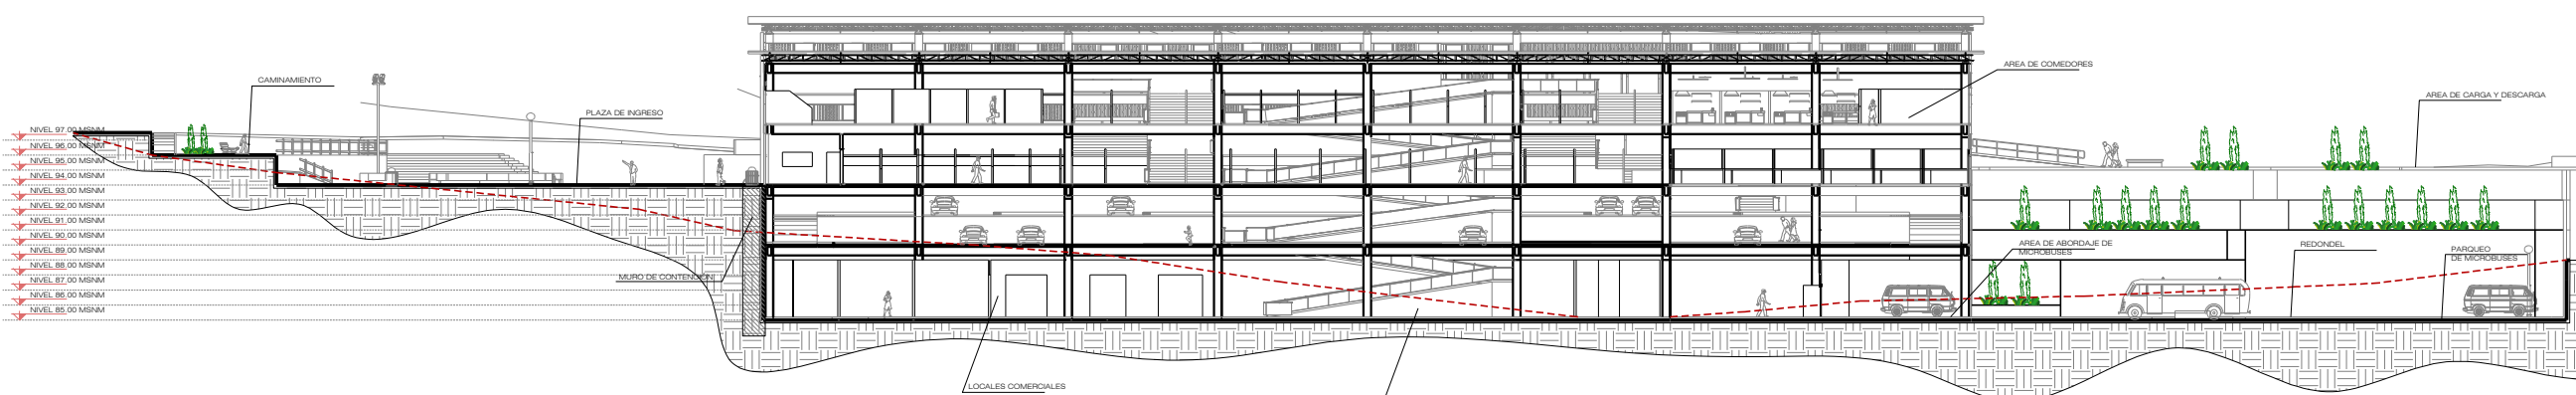 CAMINAMIENTO
PLAZA DE INGRESO
AREA DE COMEDORES
AREA DE CARGA Y DESCARGA
NIVEL 97.00 MSNM
NIVEL 96.00 MSNM
NIVEL 95.00 MSNM
NIVEL 94.00 MSNM
NIVEL 93.00 MSNM
NIVEL 92.00 MSNM
NIVEL 91.00 MSNM
NIVEL 90.00 MSNM
NIVEL 89.00 MSNM
NIVEL 88.00 MSNM
NIVEL 87.00 MSNM
NIVEL 86.00 MSNM
NIVEL 85.00 MSNM
MURO DE CONTENCION
AREA DE ABORDAJE DE
MICROBUSES
REDONDEL
PARQUEO
DE MICROBUSES
LOCALES COMERCIALES